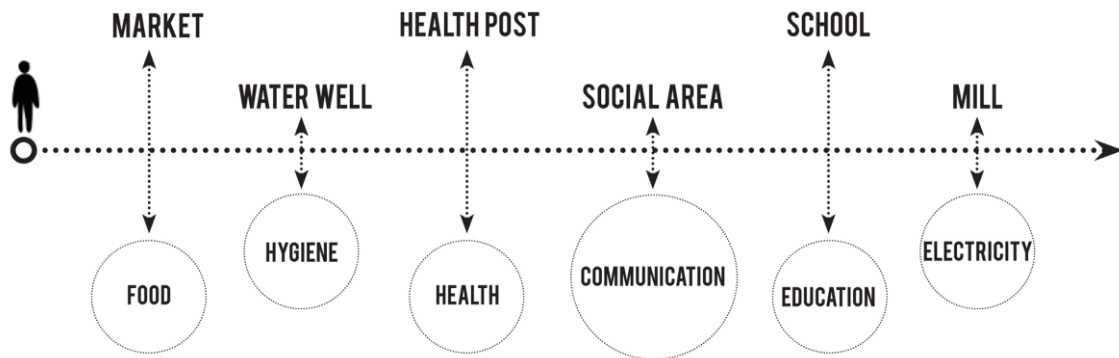 MARKET
HEALTH POST
SCHOOL
WATER WELL
SOCIAL AREA
MILL
FOOD
HYGIENE
HEALTH
COMMUNICATION
EDUCATION
ELECTRICITY